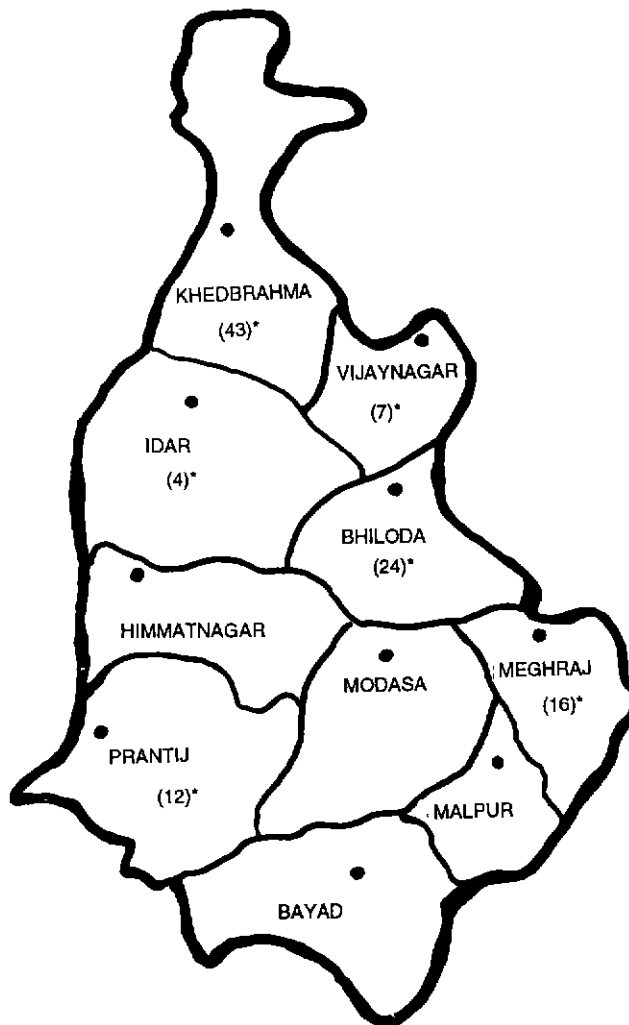 KHEDBRAHMA
(43)*
VIJAYNAGAR
(7)*
IDAR
(4)*
BHILODA
(24)*
HIMMATNAGAR
MODASA
MEGHRAJ
(16)*
PRANTIJ
(12)*
MALPUR
BAYAD